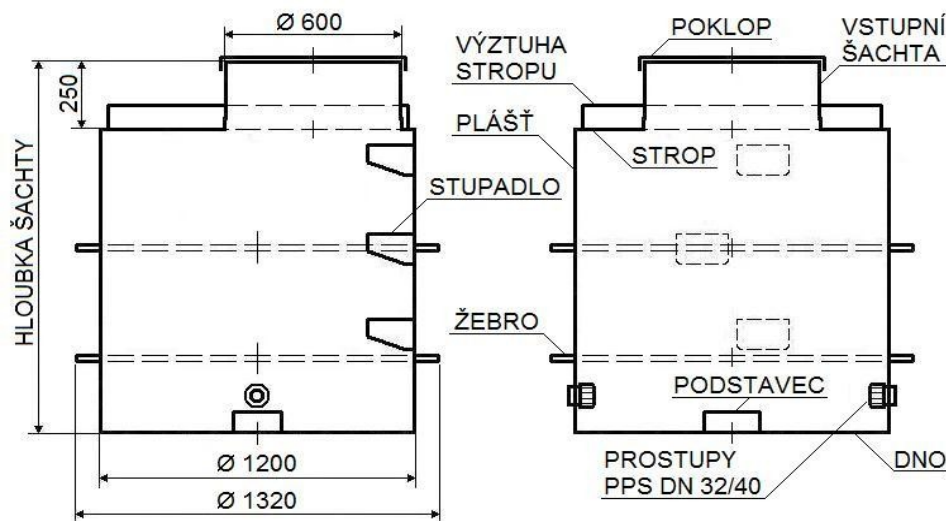 Ø 600
250
HLOUBKA ŠACHTY
Ø 1200
Ø 1320
VÝZTUHA
STROPU
PLÁŠŤ
STUPADLO
ŽEBRO
POKLOP
VSTUPNÍ
ŠACHTA
STROP
PODSTAVEC
PROSTUPY
PPS DN 32/40
DNO